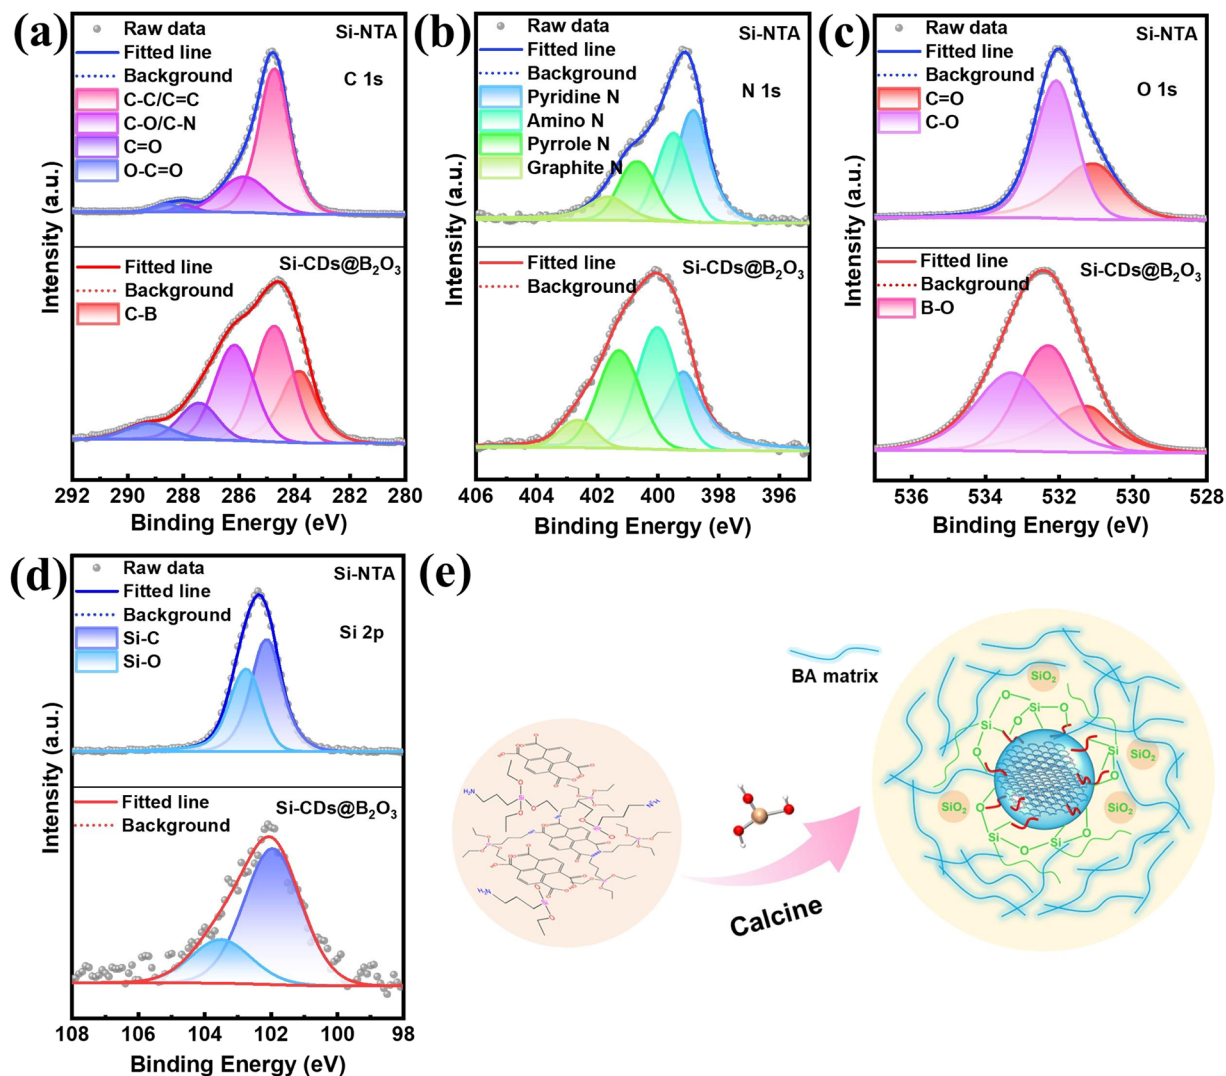 (a)
Raw data
Fitted line
Background
C-C/C=C
C-O/C-N
C=O
O-C=O
Si-NTA
C 1s
Fitted line
Background
C-B
Si-CDs@B₂O₃
Intensity (a.u.)
292 290 288 286 284 282 280
Binding Energy (eV)
(b)
Raw data
Fitted line
Background
Pyridine N
Amino N
Pyrrole N
Graphite N
Si-NTA
N 1s
Fitted line
Background
Si-CDs@B₂O₃
Intensity (a.u.)
406 404 402 400 398 396
Binding Energy (eV)
(c)
Raw data
Fitted line
Background
C=O
C-O
Si-NTA
O 1s
Fitted line
Background
B-O
Si-CDs@B₂O₃
Intensity (a.u.)
536 534 532 530 528
Binding Energy (eV)
(d)
Raw data
Fitted line
Background
Si-C
Si-O
Si-NTA
Si 2p
Fitted line
Background
Si-CDs@B₂O₃
Intensity (a.u.)
108 106 104 102 100 98
Binding Energy (eV)
(e)
BA matrix
H₂N
H₂N
Calcine
SiO₂
O
Si
Si
O
O
O
Si
SiO₂
O
SiO₂
SiO₂
O
Si
Si
O